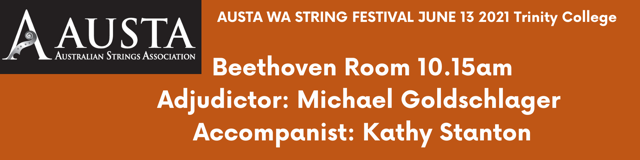 AUSTA
AUSTRALIAN STRINGS ASSOCIATION
AUSTA WA STRING FESTIVAL JUNE 13 2021 Trinity College
Beethoven Room 10.15am
Adjudictor: Michael Goldschlager
Accompanist: Kathy Stanton